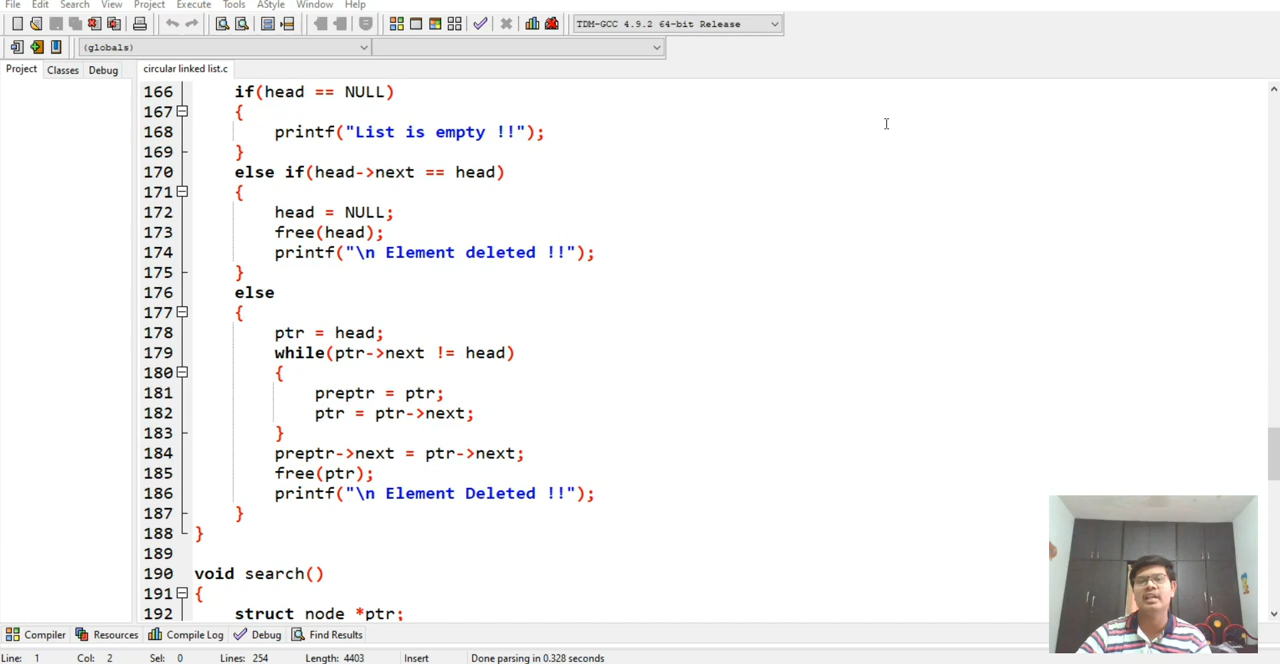 File Edit Search View Project Execute Tools AStyle Window Help
TDM-GCC 4.9.2 64-bit Release
(globals)
Project Classes Debug circular linked list.c
166 if(head == NULL)
167 {
168 printf("List is empty !!");
169 }
170 else if(head->next == head)
171 {
172 head = NULL;
173 free(head);
174 printf("\n Element deleted !!");
175 }
176 else
177 {
178 ptr = head;
179 while(ptr->next != head)
180 {
181 preptr = ptr;
182 ptr = ptr->next;
183 }
184 preptr->next = ptr->next;
185 free(ptr);
186 printf("\n Element Deleted !!");
187 }
188 }
189
190 void search()
191 {
192 struct node *ptr;
Compiler Resources Compile Log Debug Find Results
Line: 1 Col: 2 Sel: 0 Lines: 254 Length: 4403 Insert Done parsing in 0.328 seconds